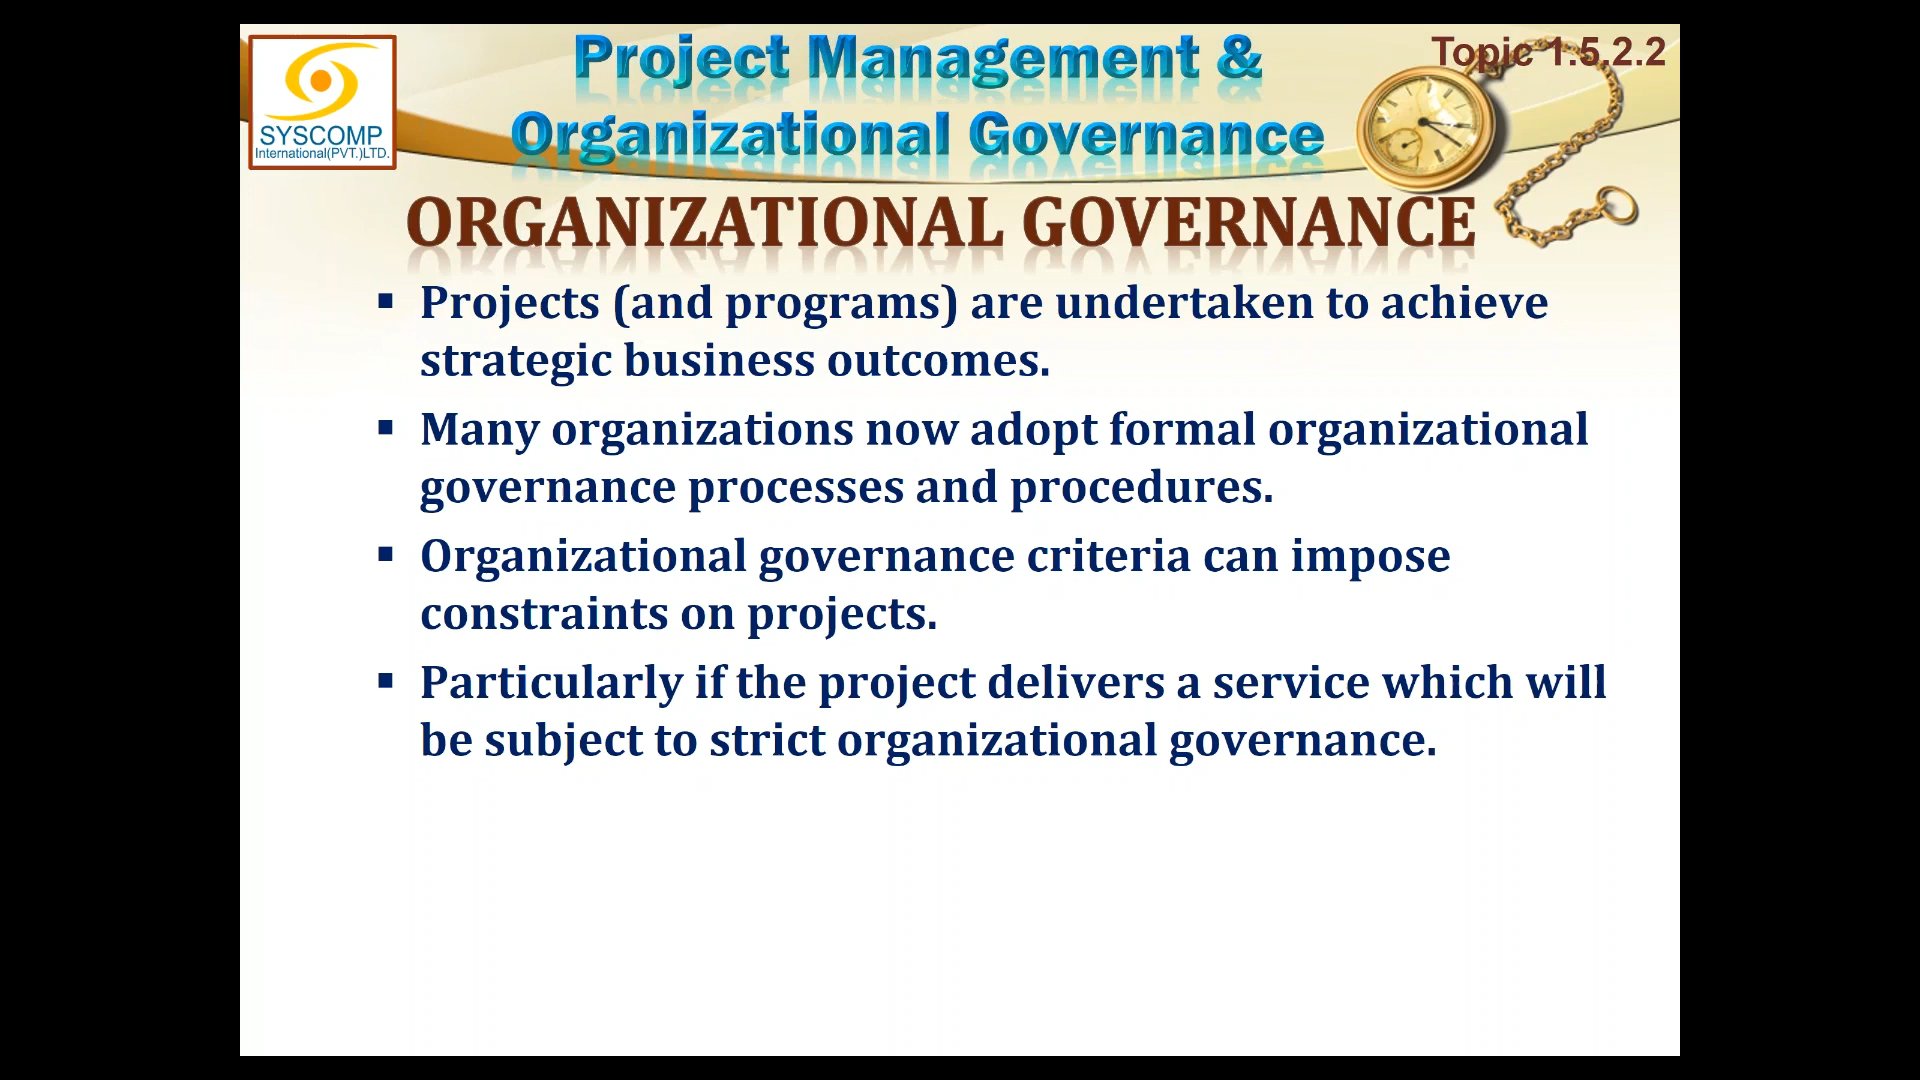 SYSCOMP
International(PVT.)LTD.
Project Management &
Organizational Governance
Topic 1.5.2.2
ORGANIZATIONAL GOVERNANCE
▪ Projects (and programs) are undertaken to achieve
strategic business outcomes.
▪ Many organizations now adopt formal organizational
governance processes and procedures.
▪ Organizational governance criteria can impose
constraints on projects.
▪ Particularly if the project delivers a service which will
be subject to strict organizational governance.